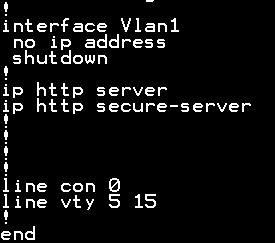 !
interface Vlan1
 no ip address
 shutdown
!
ip http server
ip http secure-server
!
!
!
!
line con 0
line vty 5 15
!
end